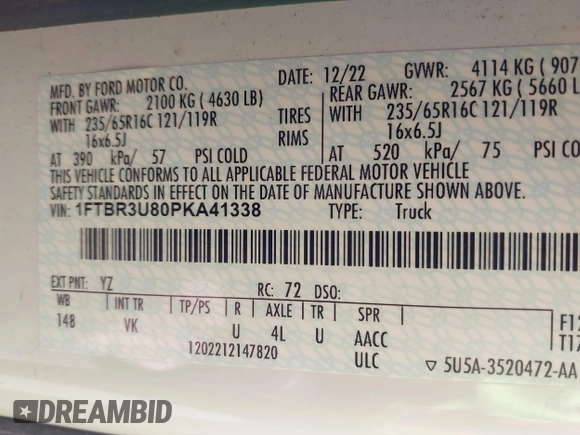 MFD. BY FORD MOTOR CO.
DATE: 12/22
GVWR: 4114 KG ( 907
FRONT GAWR: 2100 KG ( 4630 LB)
REAR GAWR: 2567 KG ( 5660 L
WITH 235/65R16C 121/119R
TIRES
WITH 235/65R16C 121/119R
16x6.5J
RIMS
16x6.5J
AT 390 kPa/ 57 PSI COLD
AT 520 kPa/ 75 PSI CO
THIS VEHICLE CONFORMS TO ALL APPLICABLE FEDERAL MOTOR VEHICLE
SAFETY STANDARDS IN EFFECT ON THE DATE OF MANUFACTURE SHOWN ABOVE.
VIN: 1FTBR3U80PKA41338
TYPE: Truck
EXT PNT: YZ
RC: 72 DSO:
WB
INT TR
TP/PS
R
AXLE
TR
SPR
148
VK
U
4L
U
AACC
F12
1202212147820
ULC
T17
▽ 5U5A-3520472-AA
DREAMBID